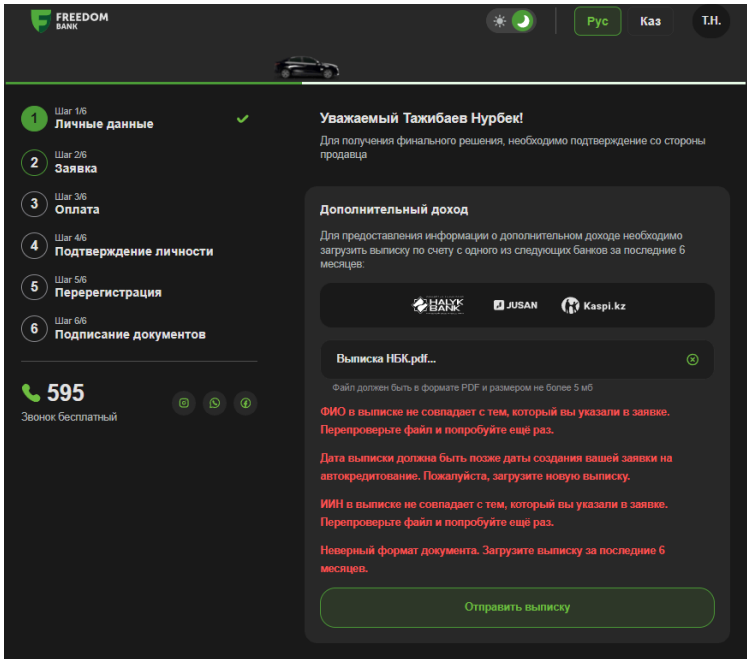 FREEDOM
BANK
Рус
Каз
Т.Н.
1
Шаг 1/6
Личные данные
2
Шаг 2/6
Заявка
3
Шаг 3/6
Оплата
4
Шаг 4/6
Подтверждение личности
5
Шаг 5/6
Перерегистрация
6
Шаг 6/6
Подписание документов
595
Звонок бесплатный
Уважаемый Тажибаев Нурбек!
Для получения финального решения, необходимо подтверждение со стороны
продавца
Дополнительный доход
Для предоставления информации о дополнительном доходе необходимо
загрузить выписку по счету с одного из следующих банков за последние 6
месяцев:
HALYK
BANK
JUSAN
Kaspi.kz
Выписка НБК.pdf...
Файл должен быть в формате PDF и размером не более 5 мб
ФИО в выписке не совпадает с тем, который вы указали в заявке.
Перепроверьте файл и попробуйте ещё раз.
Дата выписки должна быть позже даты создания вашей заявки на
автокредитование. Пожалуйста, загрузите новую выписку.
ИИН в выписке не совпадает с тем, который вы указали в заявке.
Перепроверьте файл и попробуйте ещё раз.
Неверный формат документа. Загрузите выписку за последние 6
месяцев.
Отправить выписку